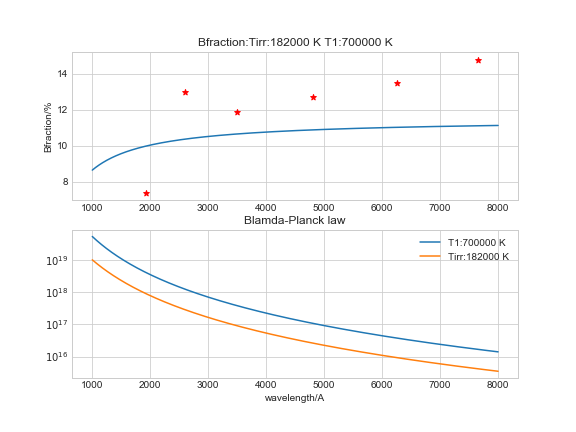 Bfraction:Tirr:182000 K T1:700000 K
14
12
10
8
Bfraction/%
1000 2000 3000 4000 5000 6000 7000 8000
Blamda-Planck law
T1:700000 K
Tirr:182000 K
10¹⁹
10¹⁸
10¹⁷
10¹⁶
1000 2000 3000 4000 5000 6000 7000 8000
wavelength/A